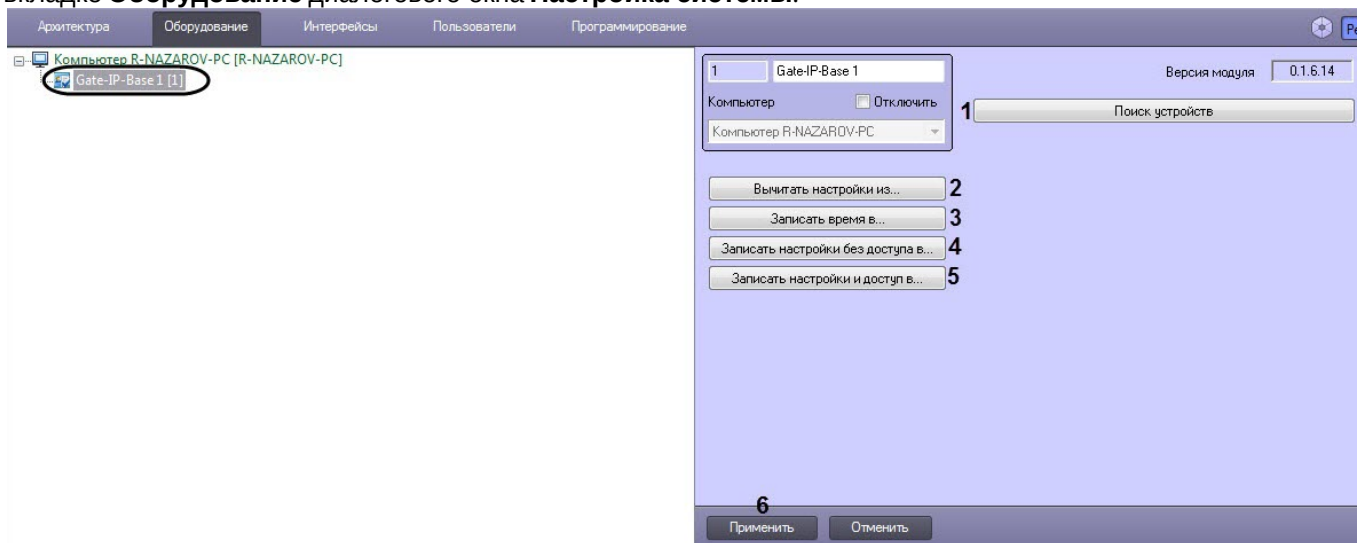 вкладке Оборудование диалогового окна Настройка системы.
Архитектура Оборудование Интерфейсы Пользователи Программирование
Компьютер R-NAZAROV-PC [R-NAZAROV-PC]
Gate-IP-Base 1 [1]
1 Gate-IP-Base 1
Компьютер Отключить
Компьютер R-NAZAROV-PC
Версия модуля 0.1.6.14
1 Поиск устройств
Вычитать настройки из... 2
Записать время в... 3
Записать настройки без доступа в... 4
Записать настройки и доступ в... 5
6
Применить Отменить